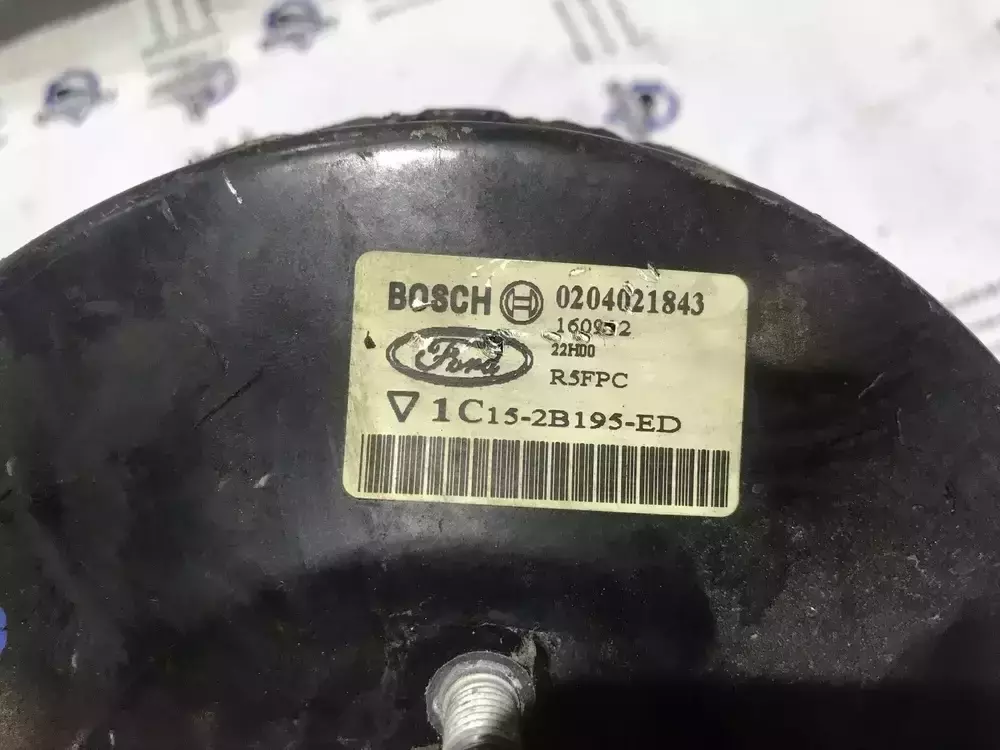 BOSCH 0204021843
22H00
Ford R5FPC
1C15-2B195-ED